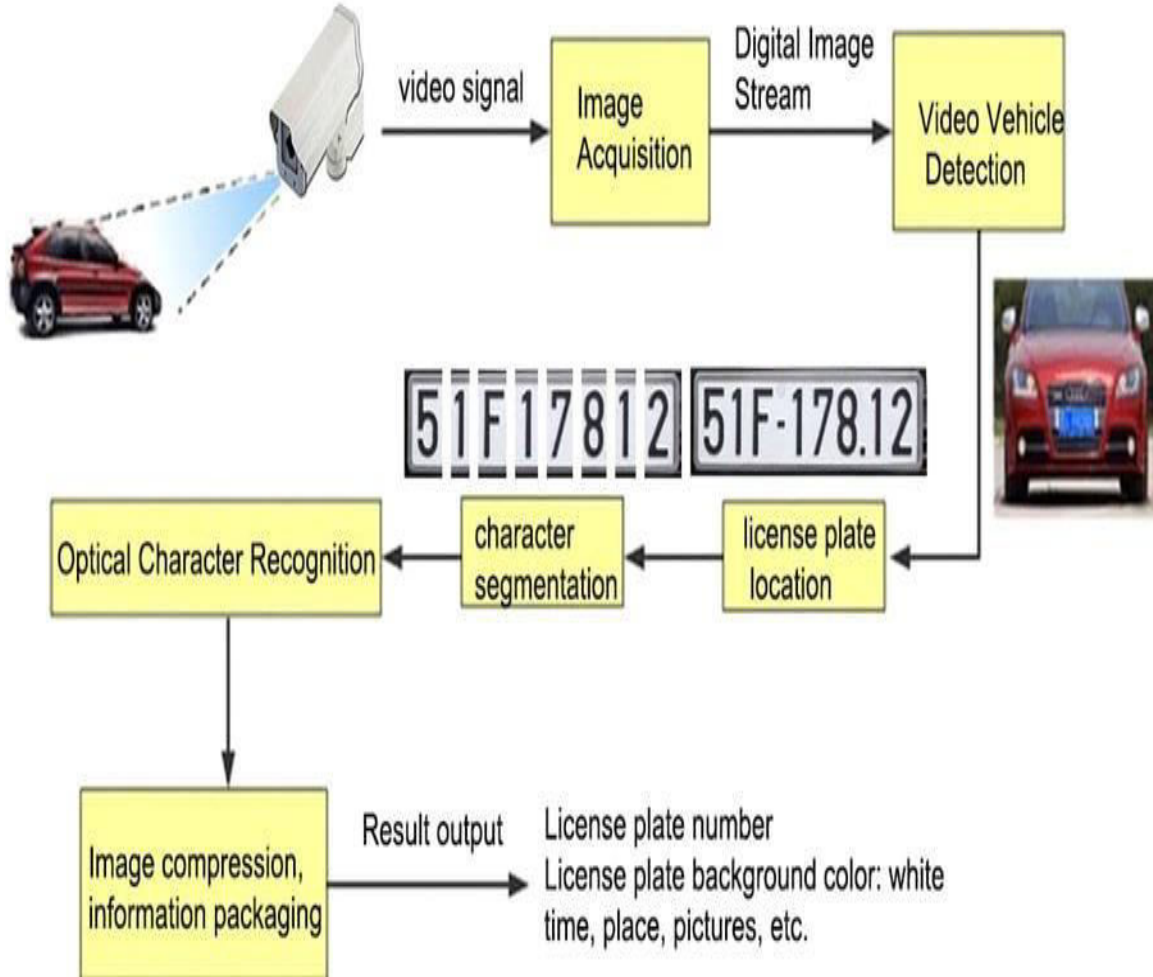 video signal
Image
Acquisition
Digital Image
Stream
Video Vehicle
Detection
51F17812
51F-178.12
license plate
location
character
segmentation
Optical Character Recognition
Image compression,
information packaging
Result output
License plate number
License plate background color: white
time, place, pictures, etc.